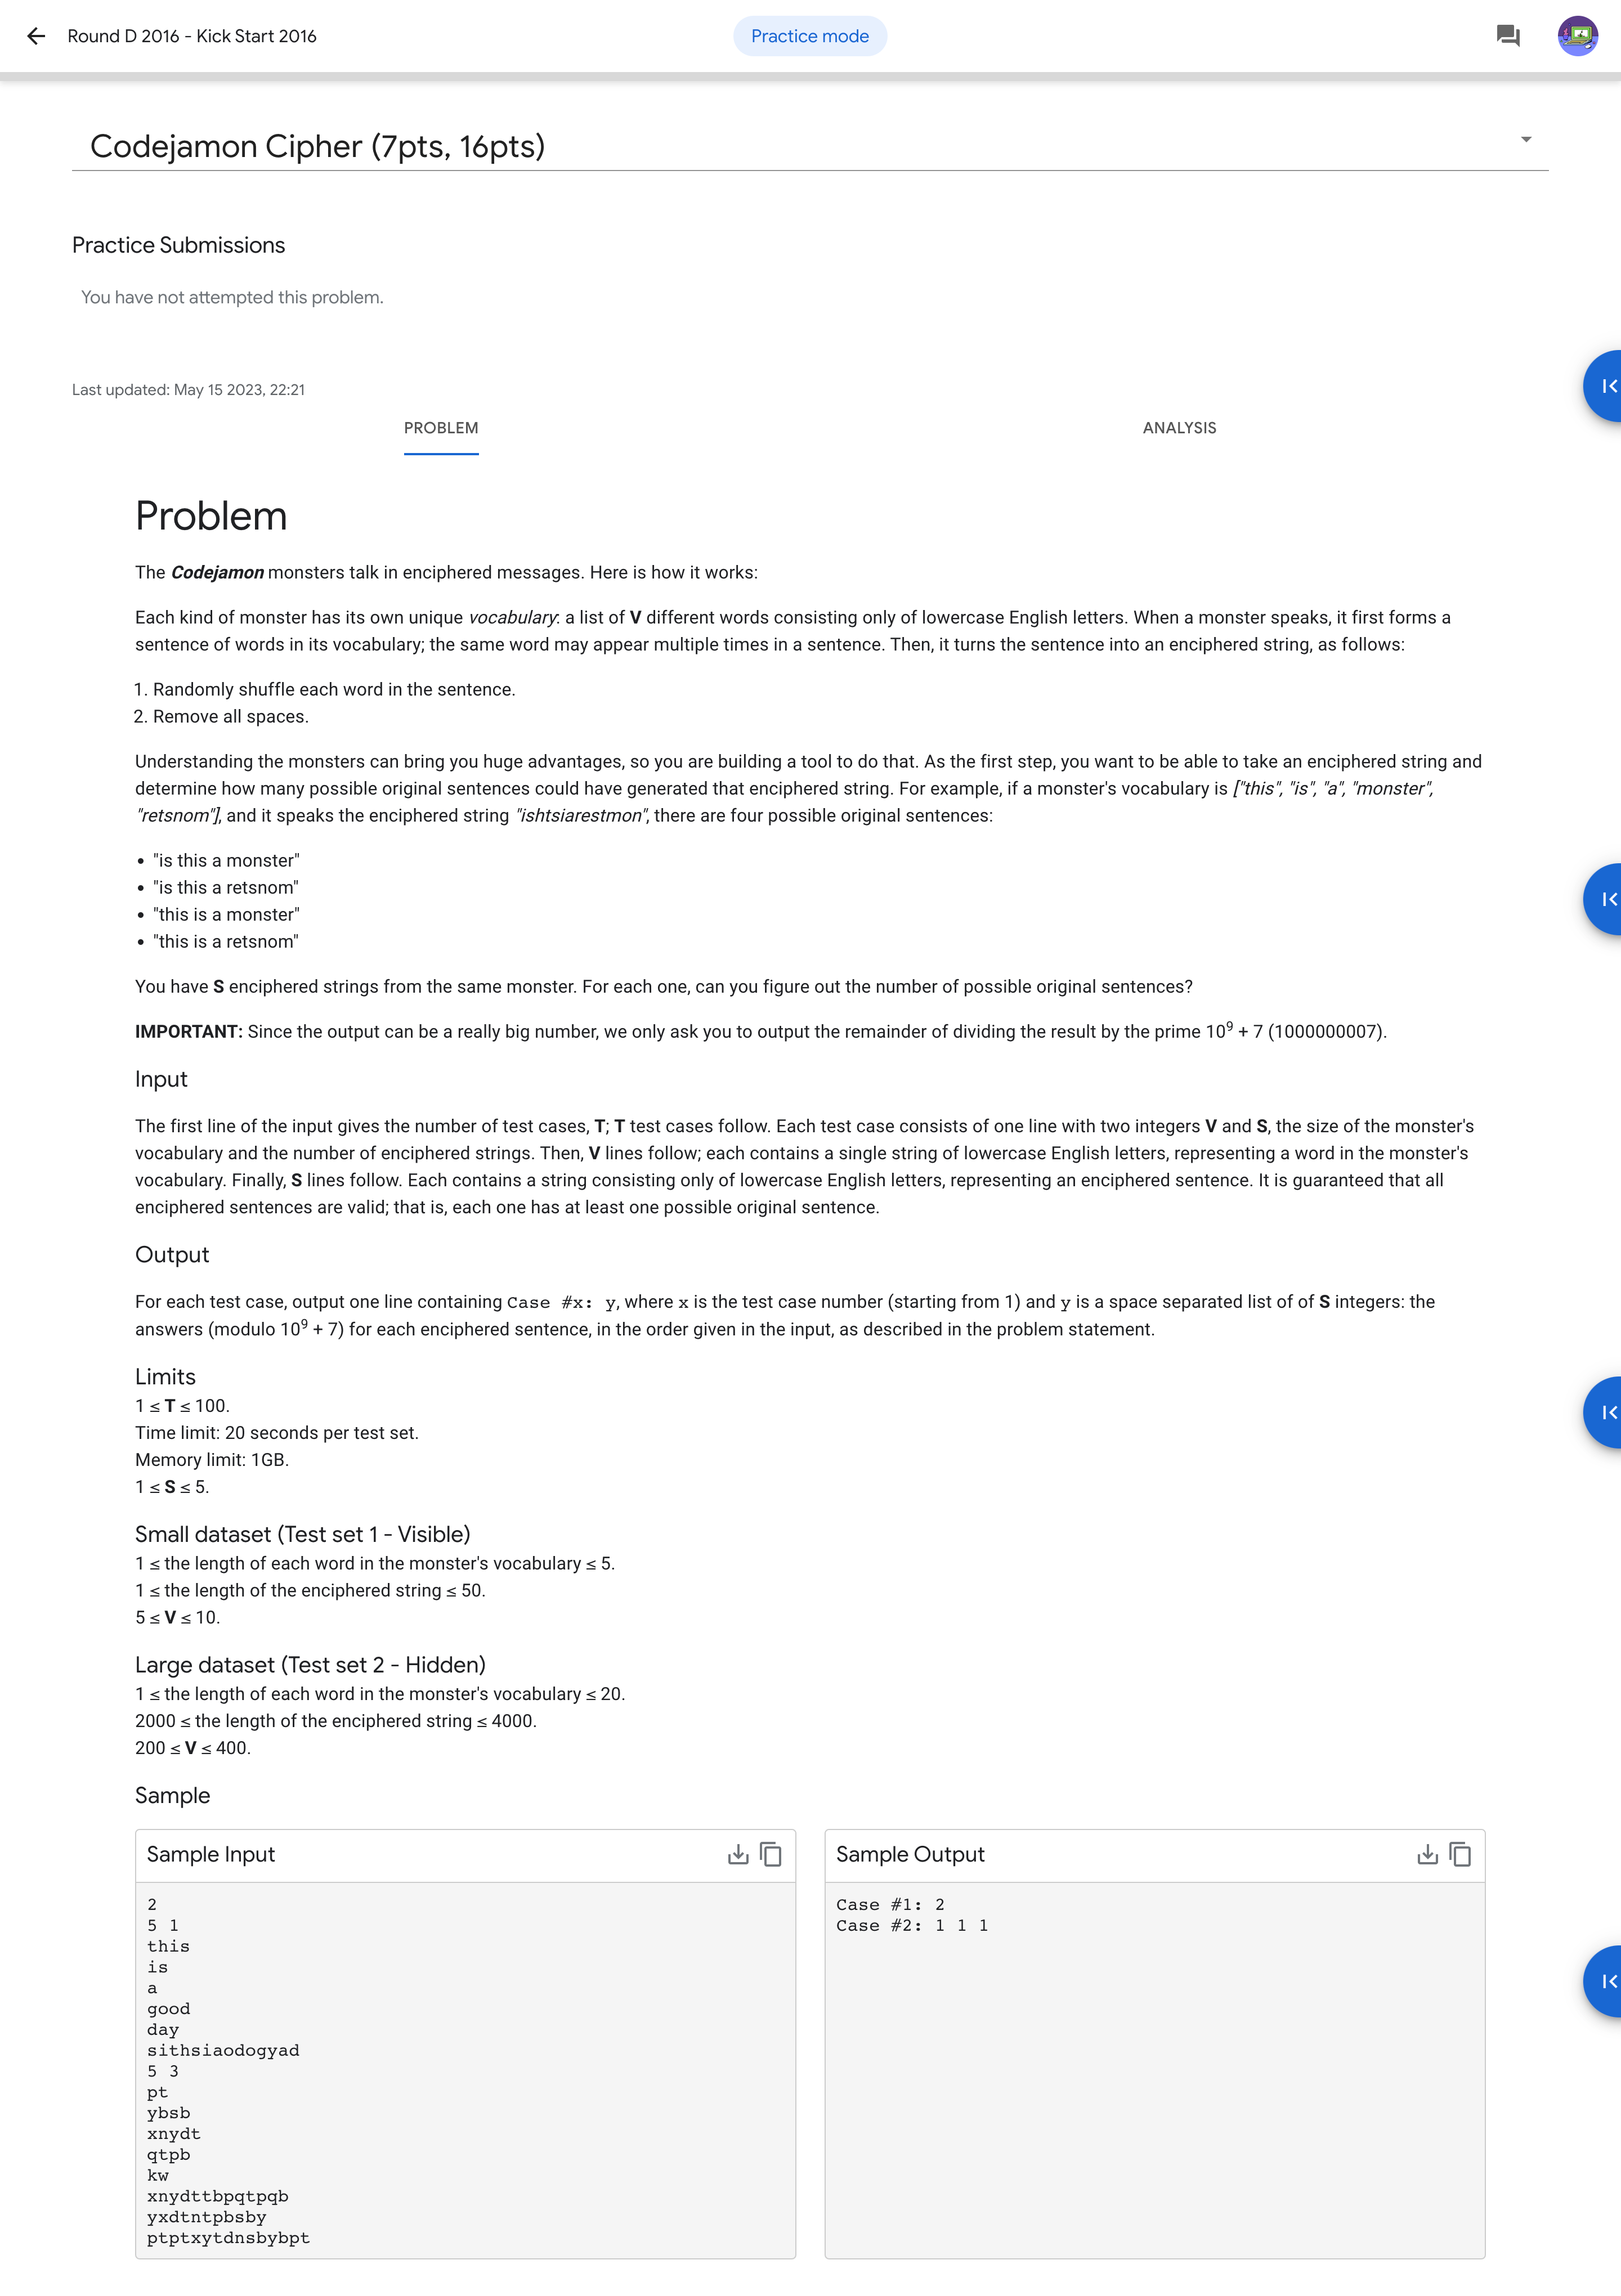 Round D 2016 - Kick Start 2016
Practice mode
Codejamon Cipher (7pts, 16pts)
Practice Submissions
You have not attempted this problem.
Last updated: May 15 2023, 22:21
PROBLEM
ANALYSIS
Problem
The Codejamon monsters talk in enciphered messages. Here is how it works:
Each kind of monster has its own unique vocabulary: a list of V different words consisting only of lowercase English letters. When a monster speaks, it first forms a
sentence of words in its vocabulary; the same word may appear multiple times in a sentence. Then, it turns the sentence into an enciphered string, as follows:
1. Randomly shuffle each word in the sentence.
2. Remove all spaces.
Understanding the monsters can bring you huge advantages, so you are building a tool to do that. As the first step, you want to be able to take an enciphered string and
determine how many possible original sentences could have generated that enciphered string. For example, if a monster's vocabulary is ["this", "is", "a", "monster",
"retsnom"], and it speaks the enciphered string "ishtsiarestmon", there are four possible original sentences:
• "is this a monster"
• "is this a retsnom"
• "this is a monster"
• "this is a retsnom"
You have S enciphered strings from the same monster. For each one, can you figure out the number of possible original sentences?
IMPORTANT: Since the output can be a really big number, we only ask you to output the remainder of dividing the result by the prime 10⁹ + 7 (1000000007).
Input
The first line of the input gives the number of test cases, T; T test cases follow. Each test case consists of one line with two integers V and S, the size of the monster's
vocabulary and the number of enciphered strings. Then, V lines follow; each contains a single string of lowercase English letters, representing a word in the monster's
vocabulary. Finally, S lines follow. Each contains a string consisting only of lowercase English letters, representing an enciphered sentence. It is guaranteed that all
enciphered sentences are valid; that is, each one has at least one possible original sentence.
Output
For each test case, output one line containing Case #x: y, where x is the test case number (starting from 1) and y is a space separated list of of S integers: the
answers (modulo 10⁹ + 7) for each enciphered sentence, in the order given in the input, as described in the problem statement.
Limits
1 ≤ T ≤ 100.
Time limit: 20 seconds per test set.
Memory limit: 1GB.
1 ≤ S ≤ 5.
Small dataset (Test set 1 - Visible)
1 ≤ the length of each word in the monster's vocabulary ≤ 5.
1 ≤ the length of the enciphered string ≤ 50.
5 ≤ V ≤ 10.
Large dataset (Test set 2 - Hidden)
1 ≤ the length of each word in the monster's vocabulary ≤ 20.
2000 ≤ the length of the enciphered string ≤ 4000.
200 ≤ V ≤ 400.
Sample
Sample Input
2
5 1
this
is
a
good
day
sithsiaodogyad
5 3
pt
ybsb
xnydt
qtpb
kw
xnydttbpqtpqb
yxdtntpbsby
ptptxytdnsbybpt
Sample Output
Case #1: 2
Case #2: 1 1 1